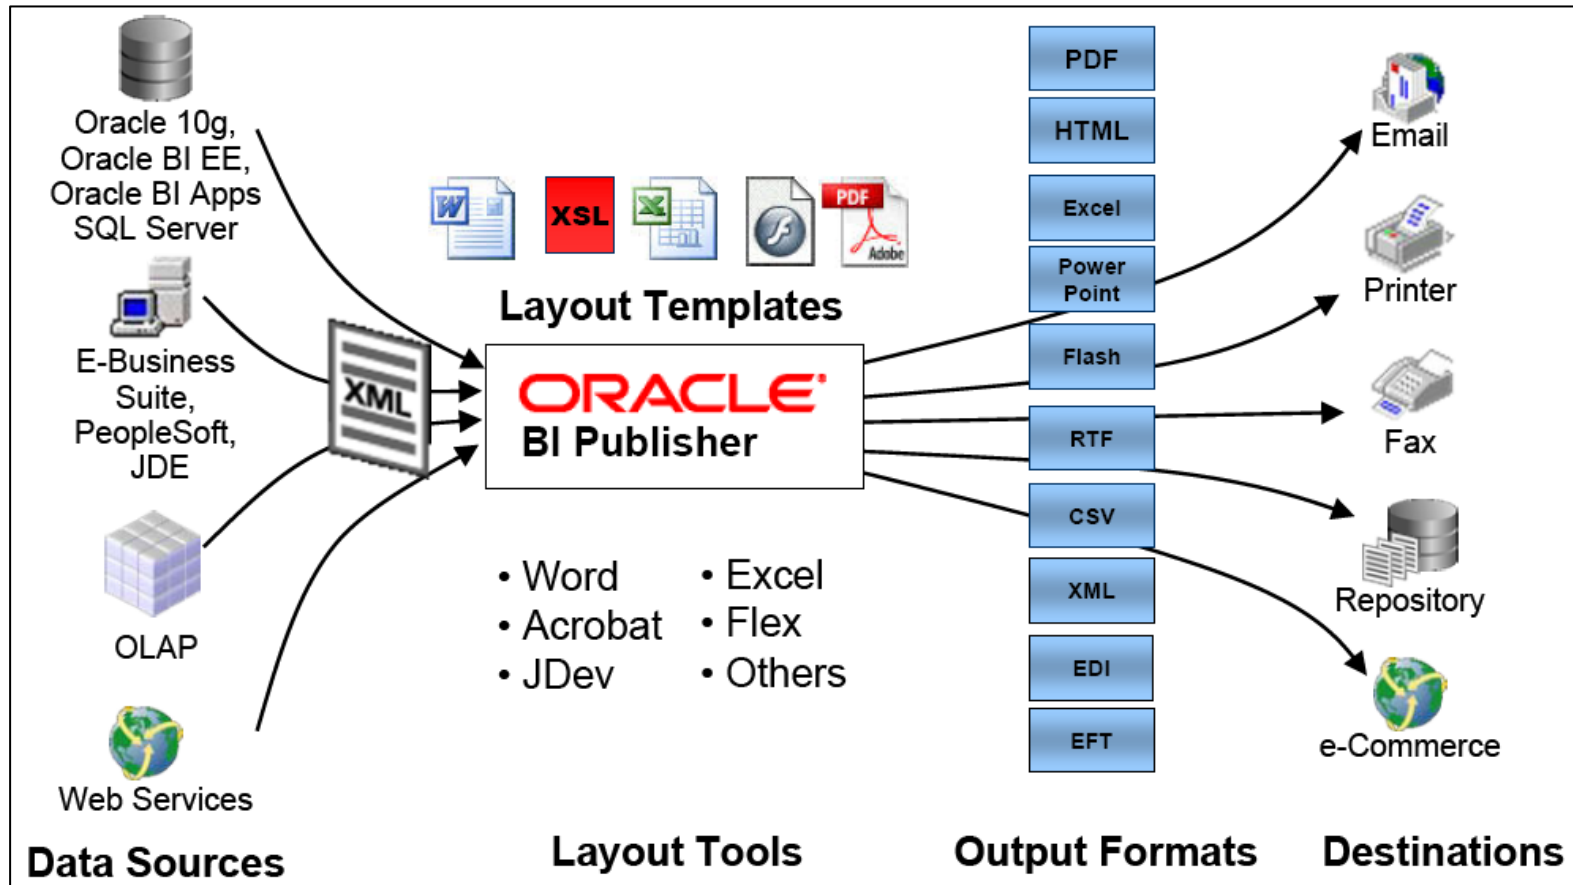 Oracle 10g,
Oracle BI EE,
Oracle BI Apps
SQL Server
E-Business
Suite,
PeopleSoft,
JDE
OLAP
Web Services
Data Sources
XML
W
XSL
X
PDF
Adobe
Layout Templates
ORACLE
BI Publisher
• Word
• Acrobat
• JDev
• Excel
• Flex
• Others
Layout Tools
PDF
HTML
Excel
Power
Point
Flash
RTF
CSV
XML
EDI
EFT
Output Formats
Email
Printer
Fax
Repository
e-Commerce
Destinations